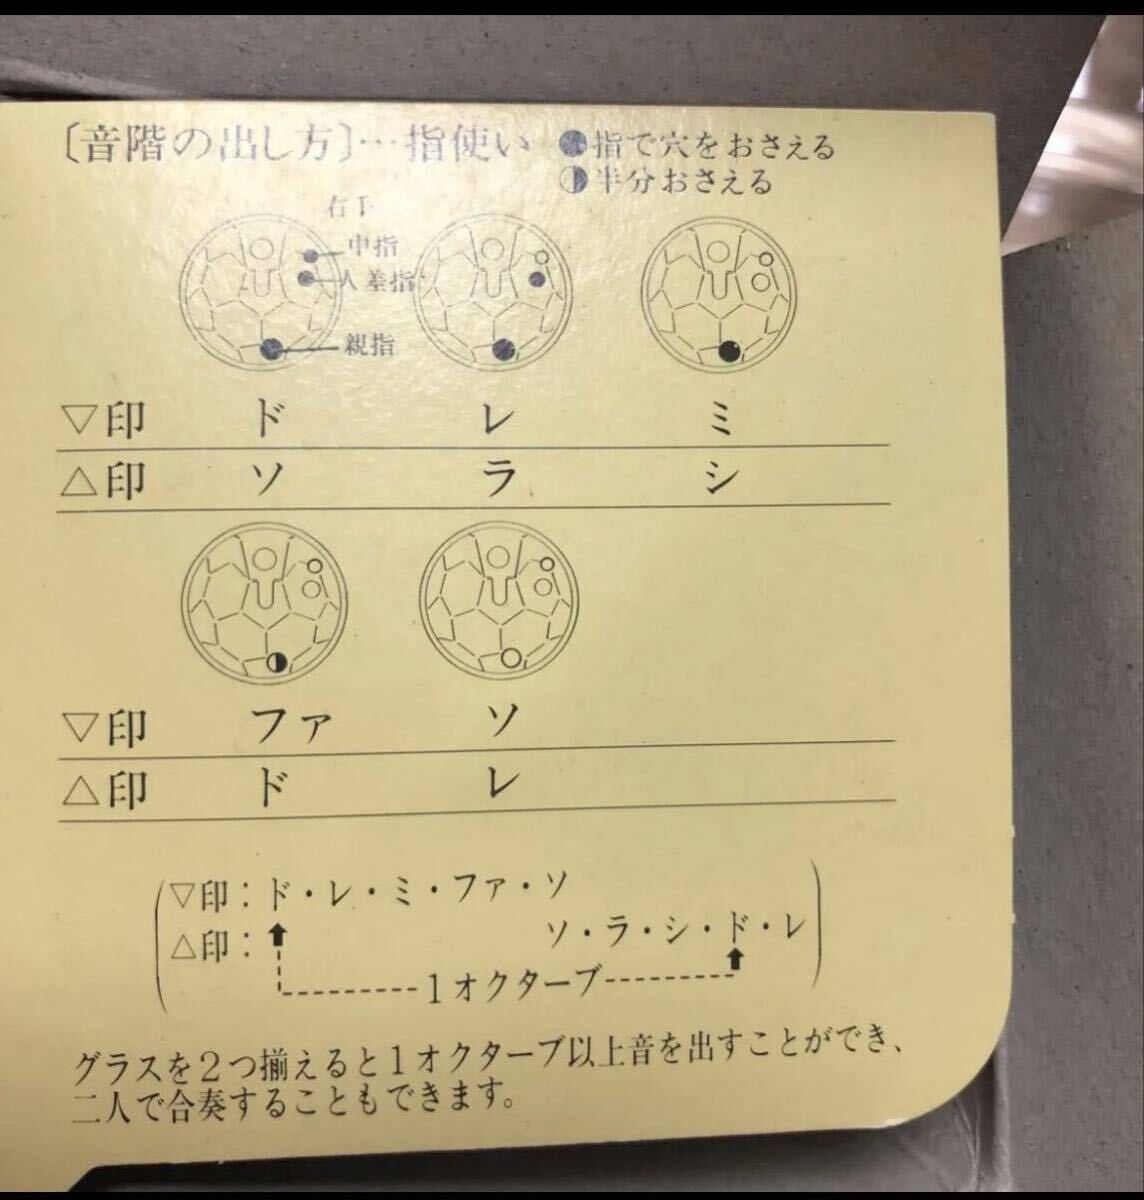 〔音階の出し方〕…指使い ●指で穴をおさえる
◑半分おさえる
右手
中指
人差指
親指
▽印 ド レ ミ
△印 ソ ラ シ
▽印 ファ ソ
△印 ド レ
▽印：ド・レ・ミ・ファ・ソ
△印： ソ・ラ・シ・ド・レ
1オクターブ
グラスを2つ揃えると1オクターブ以上音を出すことができ、
二人で合奏することもできます。